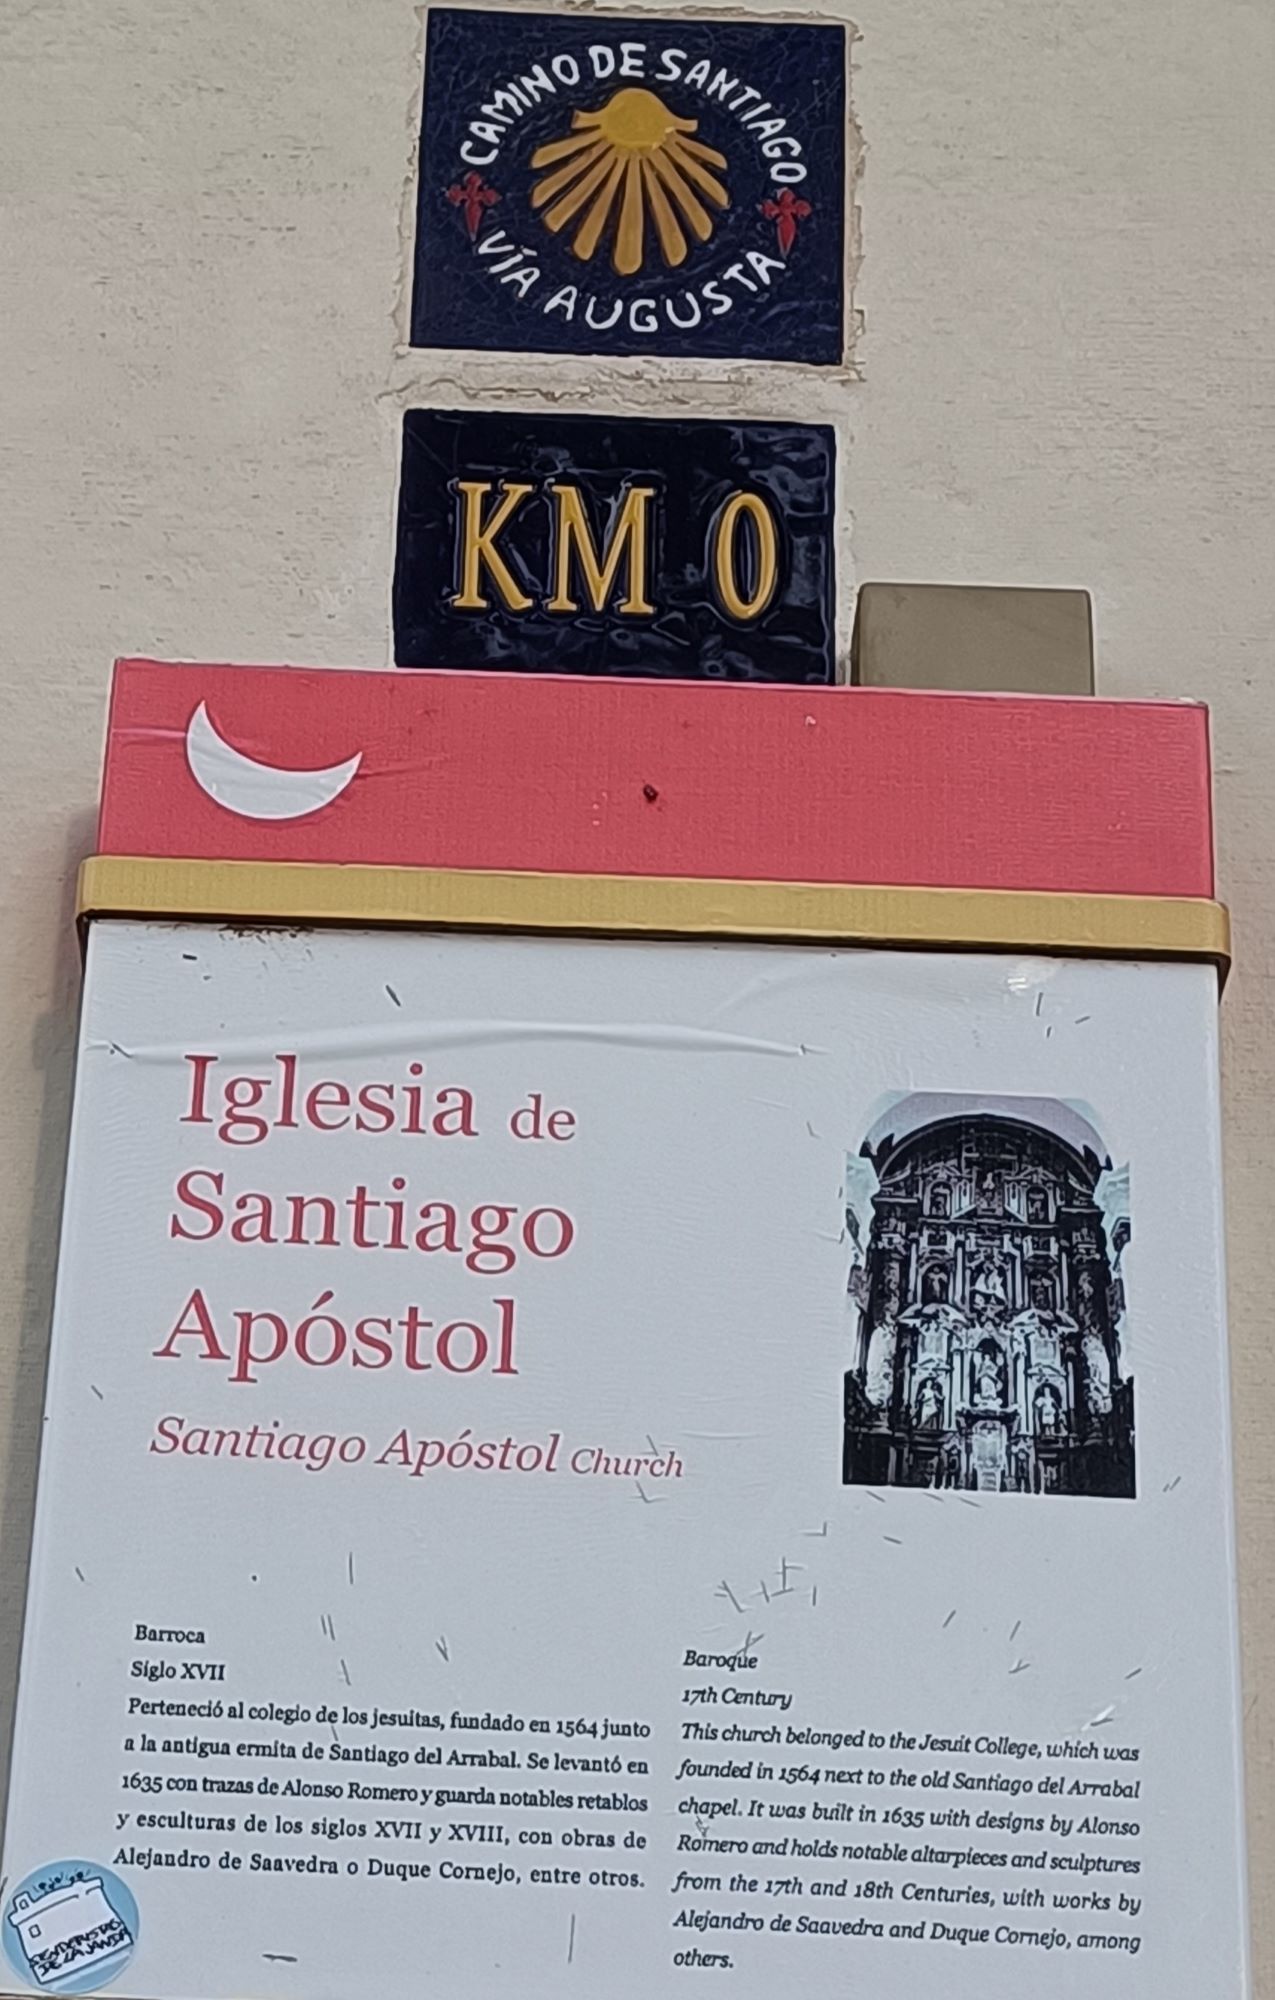 CAMINO DE SANTIAGO
VÍA AUGUSTA
KM 0
Iglesia de
Santiago
Apóstol
Santiago Apóstol Church
Barroca
Siglo XVII
Perteneció al colegio de los jesuitas, fundado en 1564 junto
a la antigua ermita de Santiago del Arrabal. Se levantó en
1635 con trazas de Alonso Romero y guarda notables retablos
y esculturas de los siglos XVII y XVIII, con obras de
Alejandro de Saavedra o Duque Cornejo, entre otros.
Baroque
17th Century
This church belonged to the Jesuit College, which was
founded in 1564 next to the old Santiago del Arrabal
chapel. It was built in 1635 with designs by Alonso
Romero and holds notable altarpieces and sculptures
from the 17th and 18th Centuries, with works by
Alejandro de Saavedra and Duque Cornejo, among
others.
DE LA JANDA